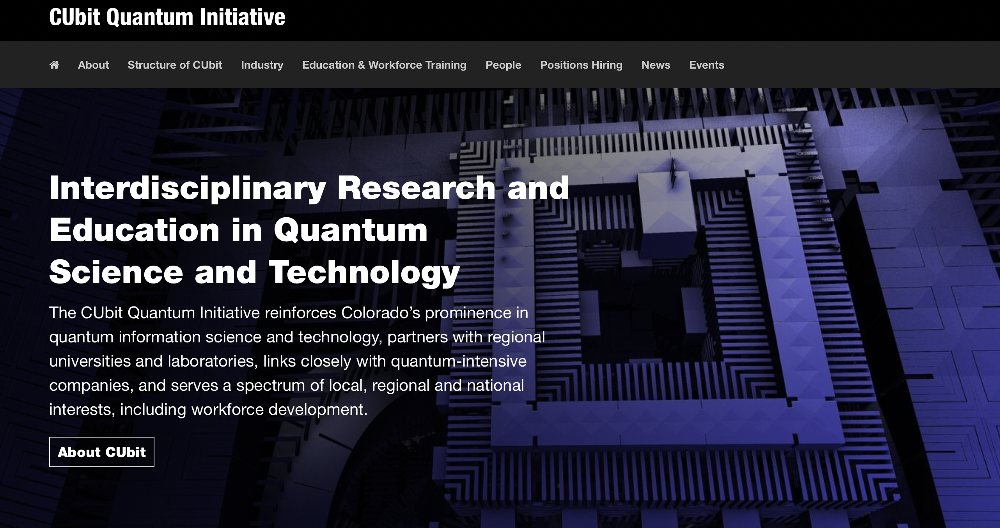 CUbit Quantum Initiative
About Structure of CUbit Industry Education & Workforce Training People Positions Hiring News Events
Interdisciplinary Research and
Education in Quantum
Science and Technology
The CUbit Quantum Initiative reinforces Colorado’s prominence in
quantum information science and technology, partners with regional
universities and laboratories, links closely with quantum-intensive
companies, and serves a spectrum of local, regional and national
interests, including workforce development.
About CUbit